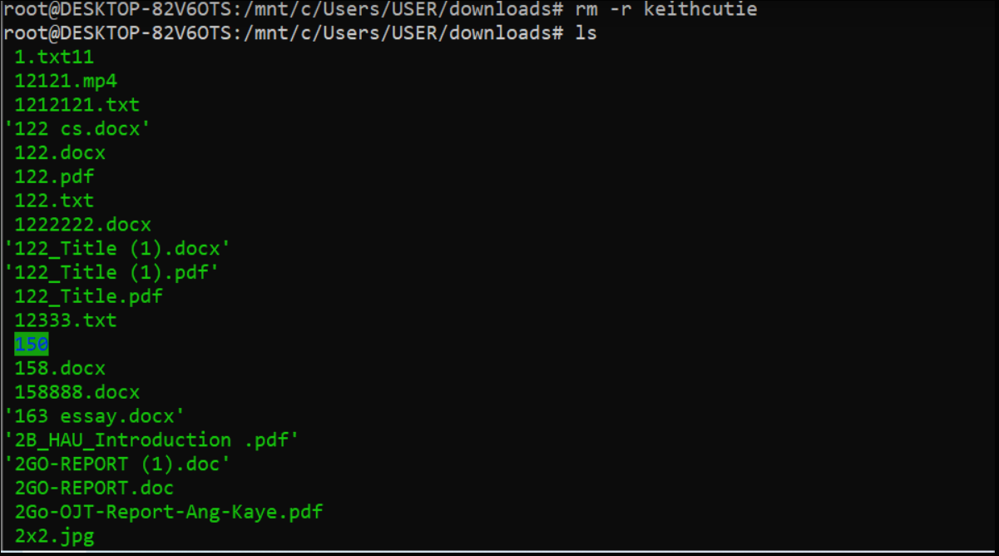 root@DESKTOP-82V6OTS:/mnt/c/Users/USER/downloads# rm -r keithcutie
root@DESKTOP-82V6OTS:/mnt/c/Users/USER/downloads# ls
1.txt11
12121.mp4
1212121.txt
'122 cs.docx'
122.docx
122.pdf
122.txt
1222222.docx
'122_Title (1).docx'
'122_Title (1).pdf'
122_Title.pdf
12333.txt
150
158.docx
158888.docx
'163 essay.docx'
'2B_HAU_Introduction .pdf'
'2GO-REPORT (1).doc'
2GO-REPORT.doc
2Go-OJT-Report-Ang-Kaye.pdf
2x2.jpg